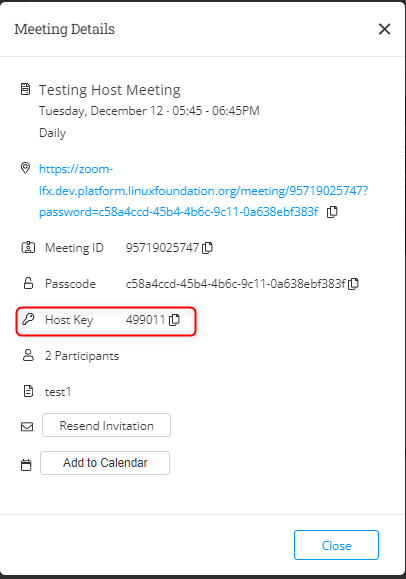 Meeting Details
Testing Host Meeting
Tuesday, December 12 · 05:45 - 06:45PM
Daily
https://zoom-
lfx.dev.platform.linuxfoundation.org/meeting/95719025747?
password=c58a4ccd-45b4-4b6c-9c11-0a638ebf383f
Meeting ID 95719025747
Passcode c58a4ccd-45b4-4b6c-9c11-0a638ebf383f
Host Key 499011
2 Participants
test1
Resend Invitation
Add to Calendar
Close